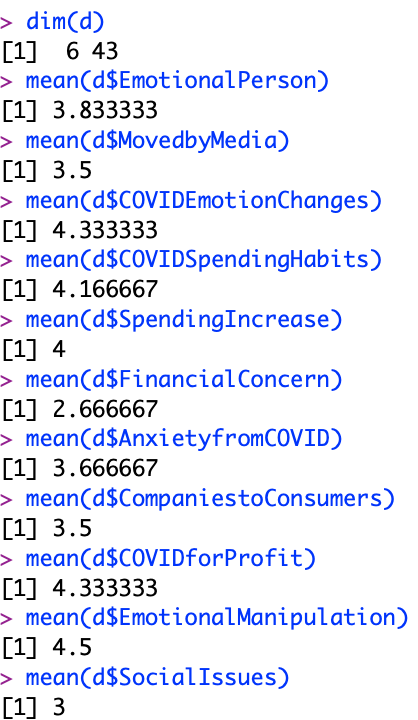 > dim(d)
[1]  6 43
> mean(d$EmotionalPerson)
[1] 3.833333
> mean(d$MovedbyMedia)
[1] 3.5
> mean(d$COVIDEmotionChanges)
[1] 4.333333
> mean(d$COVIDSpendingHabits)
[1] 4.166667
> mean(d$SpendingIncrease)
[1] 4
> mean(d$FinancialConcern)
[1] 2.666667
> mean(d$AnxietyfromCOVID)
[1] 3.666667
> mean(d$CompaniestoConsumers)
[1] 3.5
> mean(d$COVIDforProfit)
[1] 4.333333
> mean(d$EmotionalManipulation)
[1] 4.5
> mean(d$SocialIssues)
[1] 3